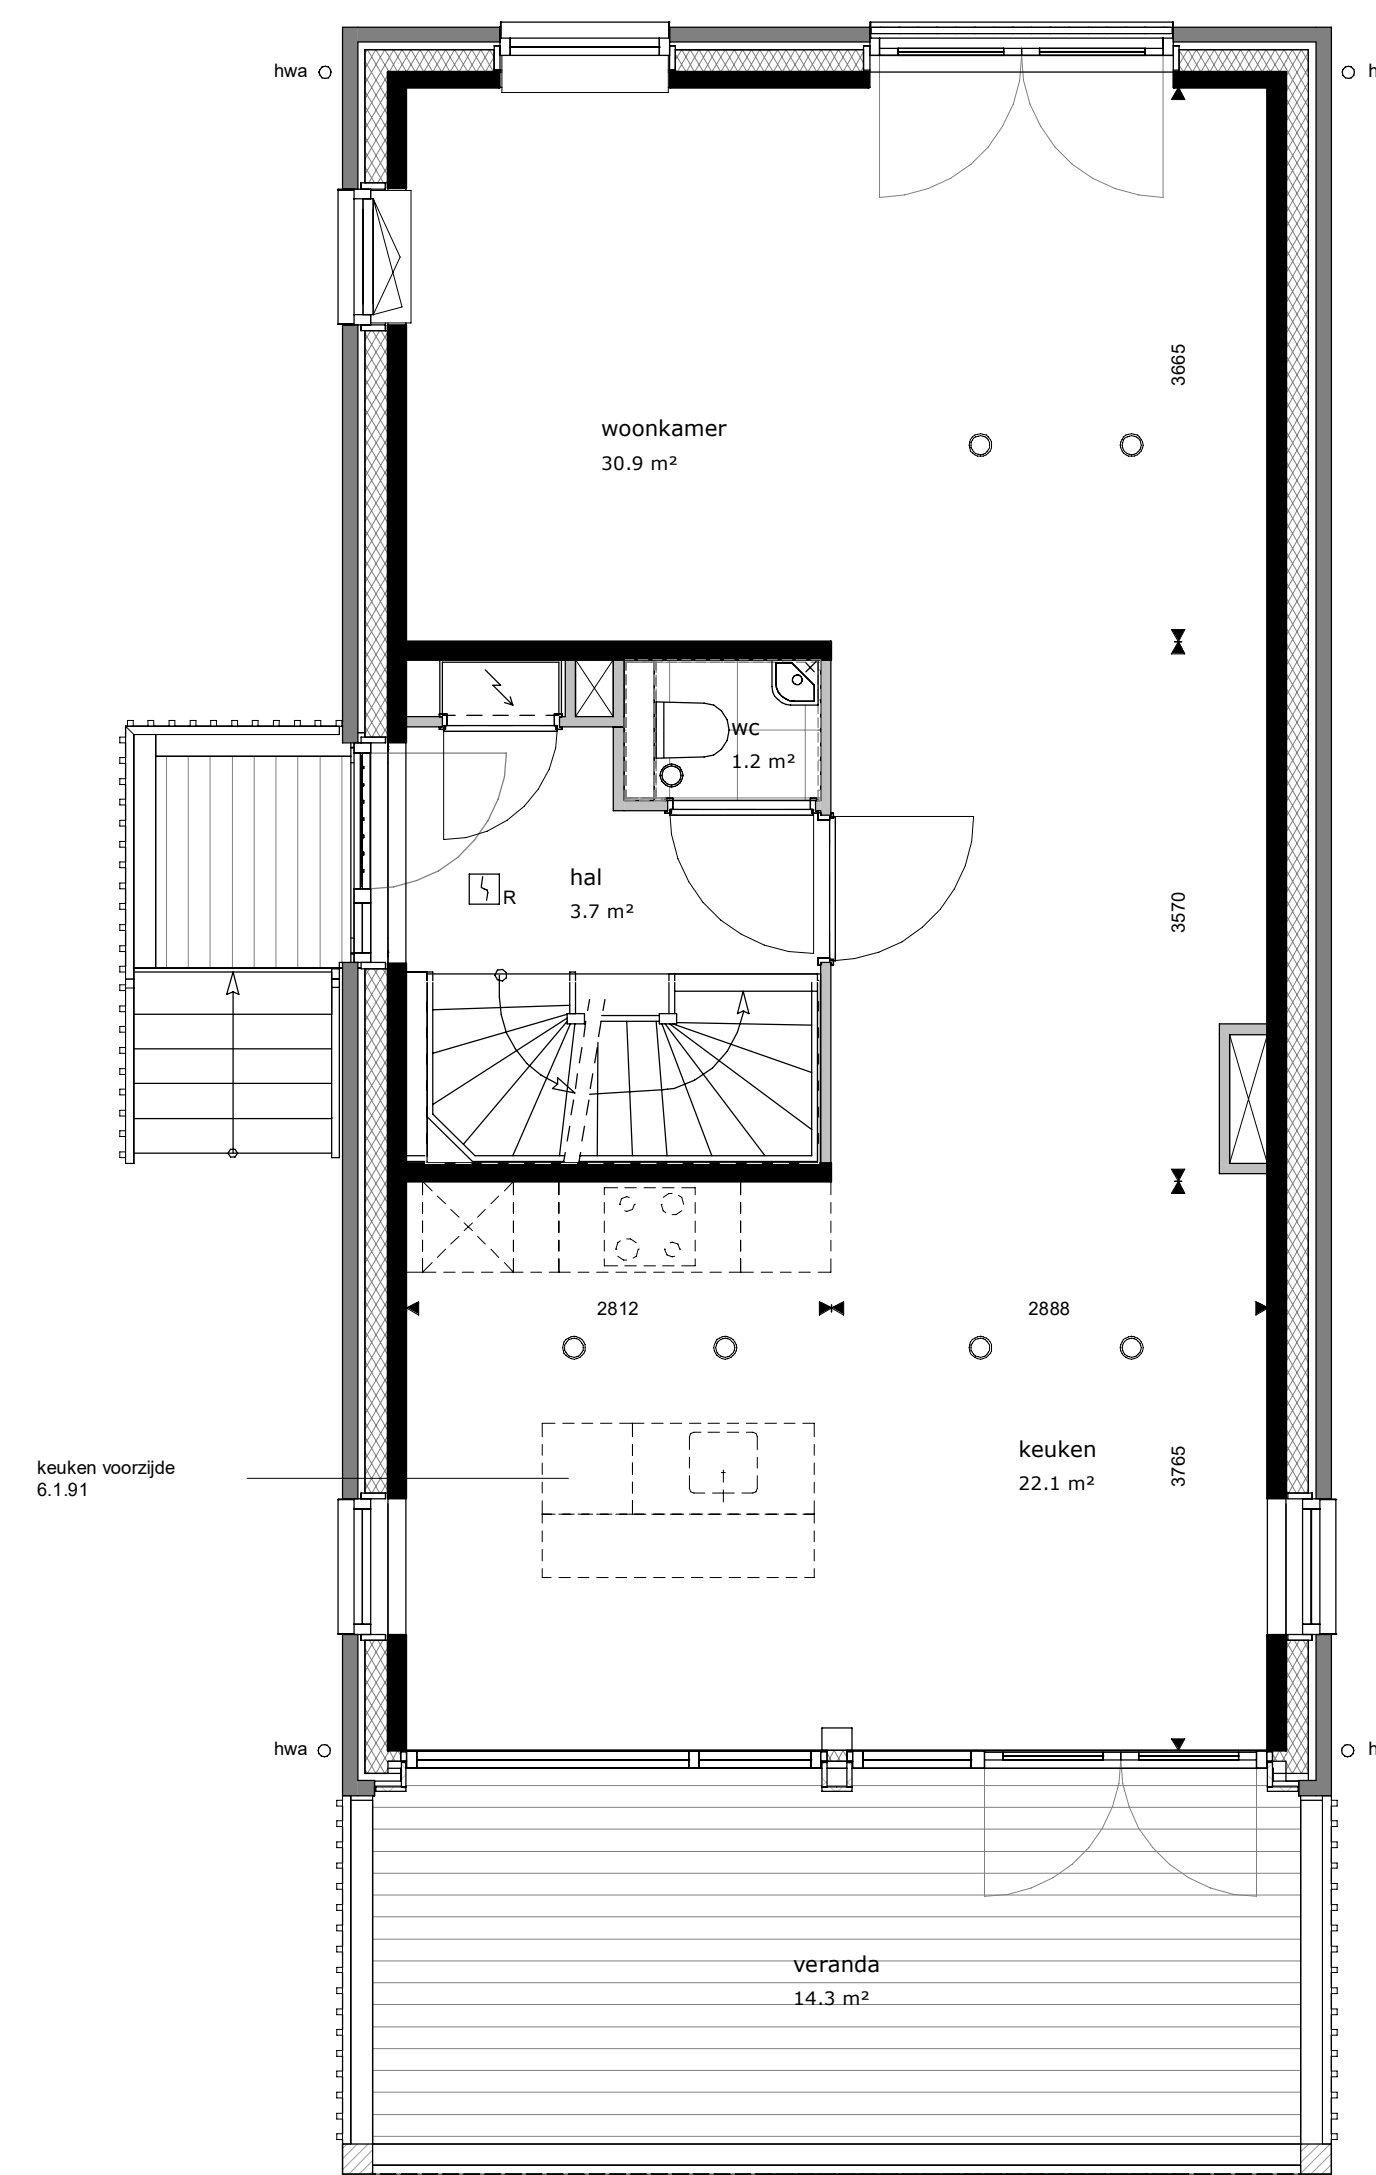 hwa
h
3665
woonkamer
30.9 m²
wc
1.2 m²
hal
3.7 m²
R
3570
2812
2888
keuken
22.1 m²
3765
keuken voorzijde
6.1.91
hwa
h
veranda
14.3 m²